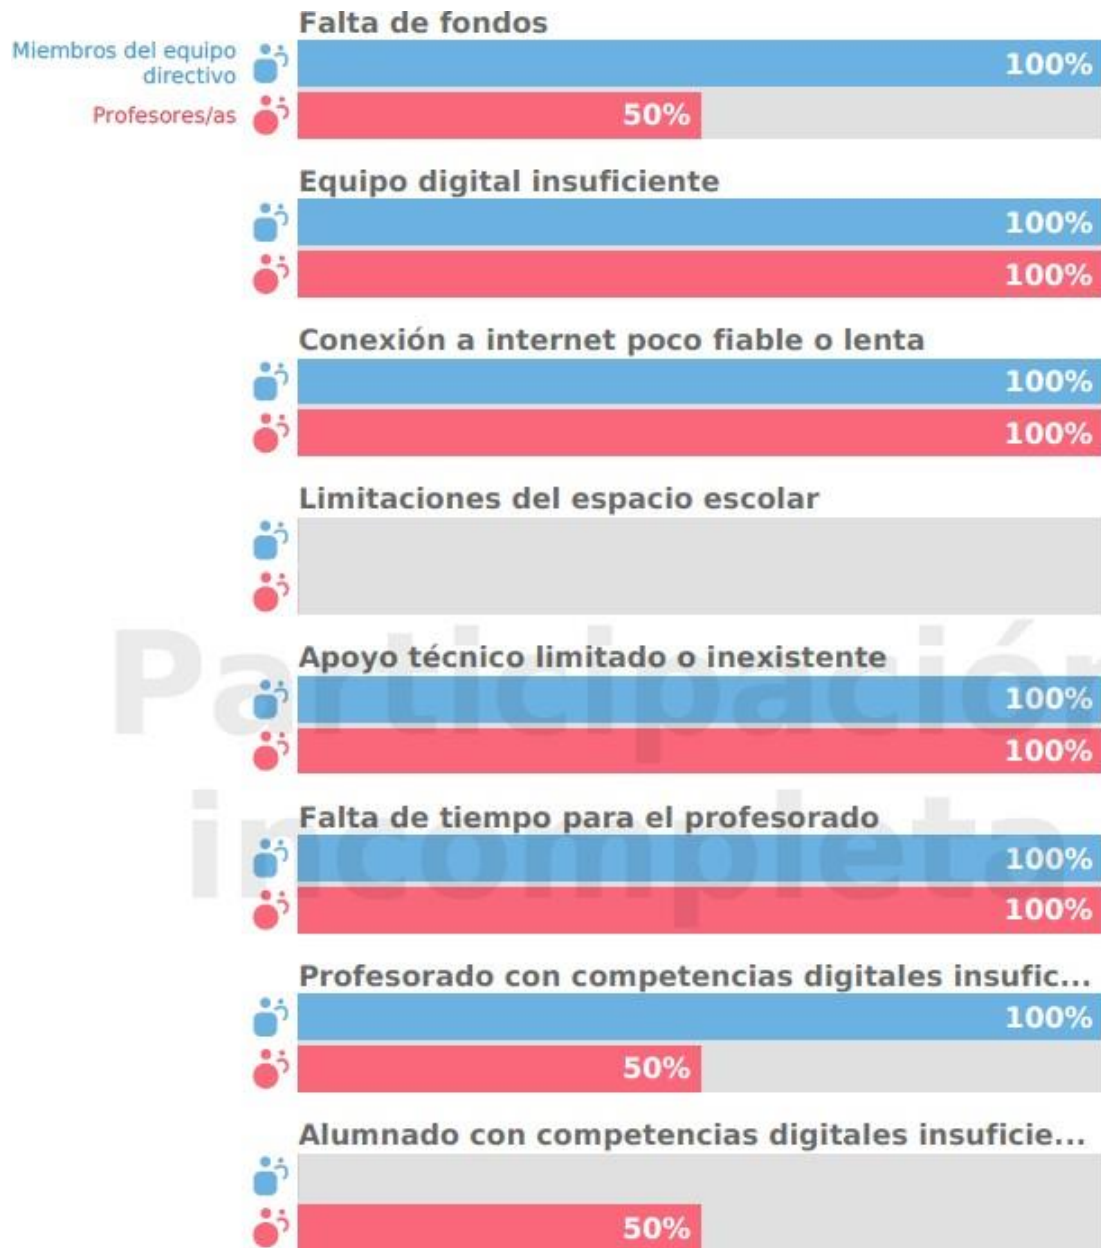 Falta de fondos
Miembros del equipo
directivo
100%
Profesores/as
50%
Equipo digital insuficiente
100%
100%
Conexión a internet poco fiable o lenta
100%
100%
Limitaciones del espacio escolar
Participación
Apoyo técnico limitado o inexistente
100%
100%
incompleta
Falta de tiempo para el profesorado
100%
100%
Profesorado con competencias digitales insufic...
100%
50%
Alumnado con competencias digitales insuficie...
50%